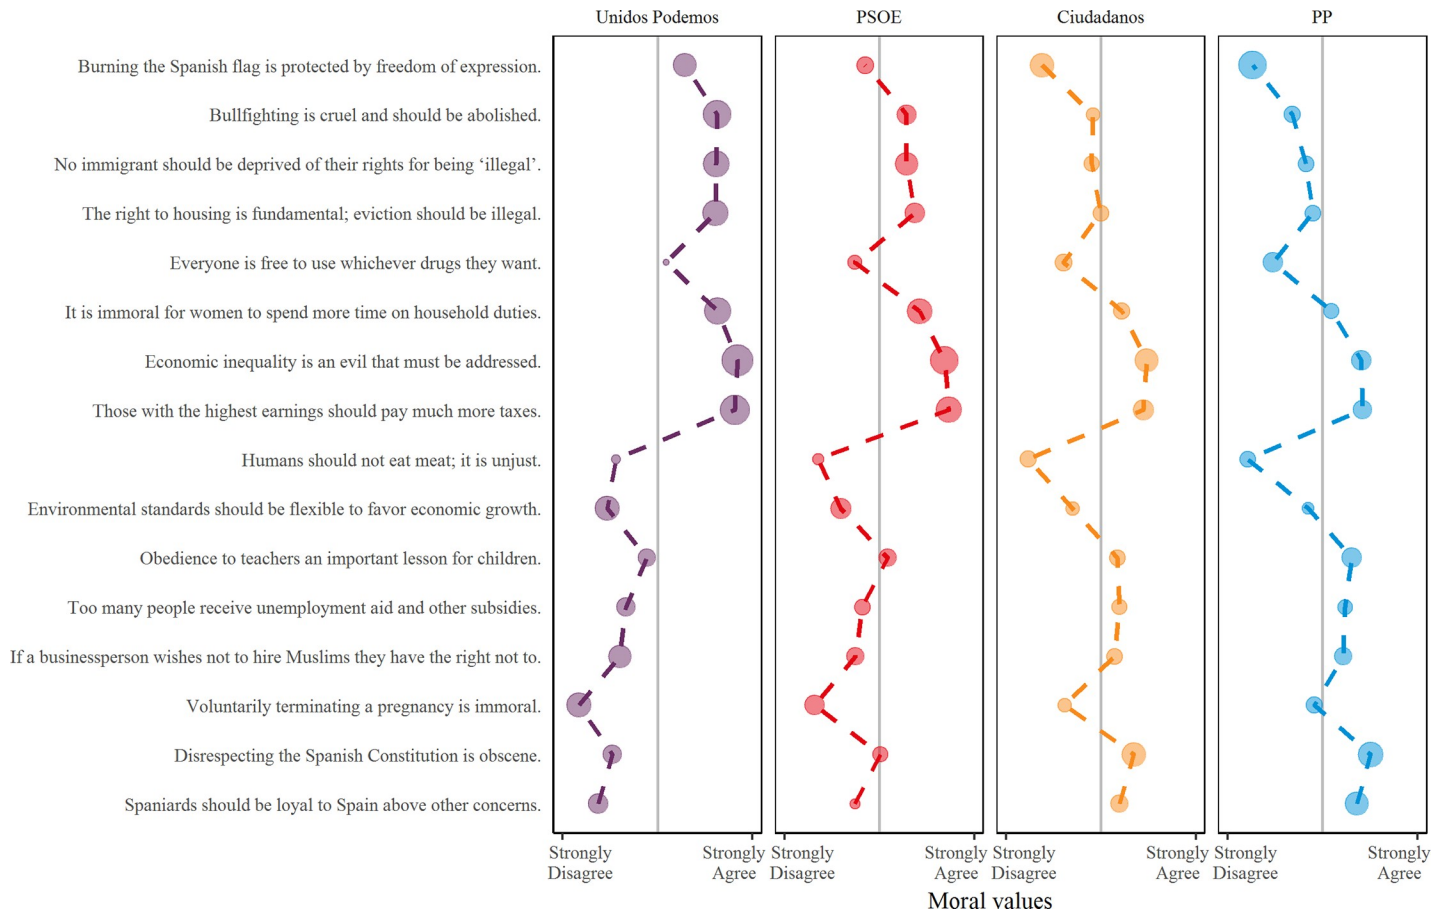 Unidos Podemos PSOE Ciudadanos PP
Burning the Spanish flag is protected by freedom of expression.
Bullfighting is cruel and should be abolished.
No immigrant should be deprived of their rights for being ‘illegal’.
The right to housing is fundamental; eviction should be illegal.
Everyone is free to use whichever drugs they want.
It is immoral for women to spend more time on household duties.
Economic inequality is an evil that must be addressed.
Those with the highest earnings should pay much more taxes.
Humans should not eat meat; it is unjust.
Environmental standards should be flexible to favor economic growth.
Obedience to teachers an important lesson for children.
Too many people receive unemployment aid and other subsidies.
If a businessperson wishes not to hire Muslims they have the right not to.
Voluntarily terminating a pregnancy is immoral.
Disrespecting the Spanish Constitution is obscene.
Spaniards should be loyal to Spain above other concerns.
Strongly Strongly Strongly Strongly Strongly Strongly Strongly Strongly
Disagree Agree Disagree Agree Disagree Agree Disagree Agree
Moral values